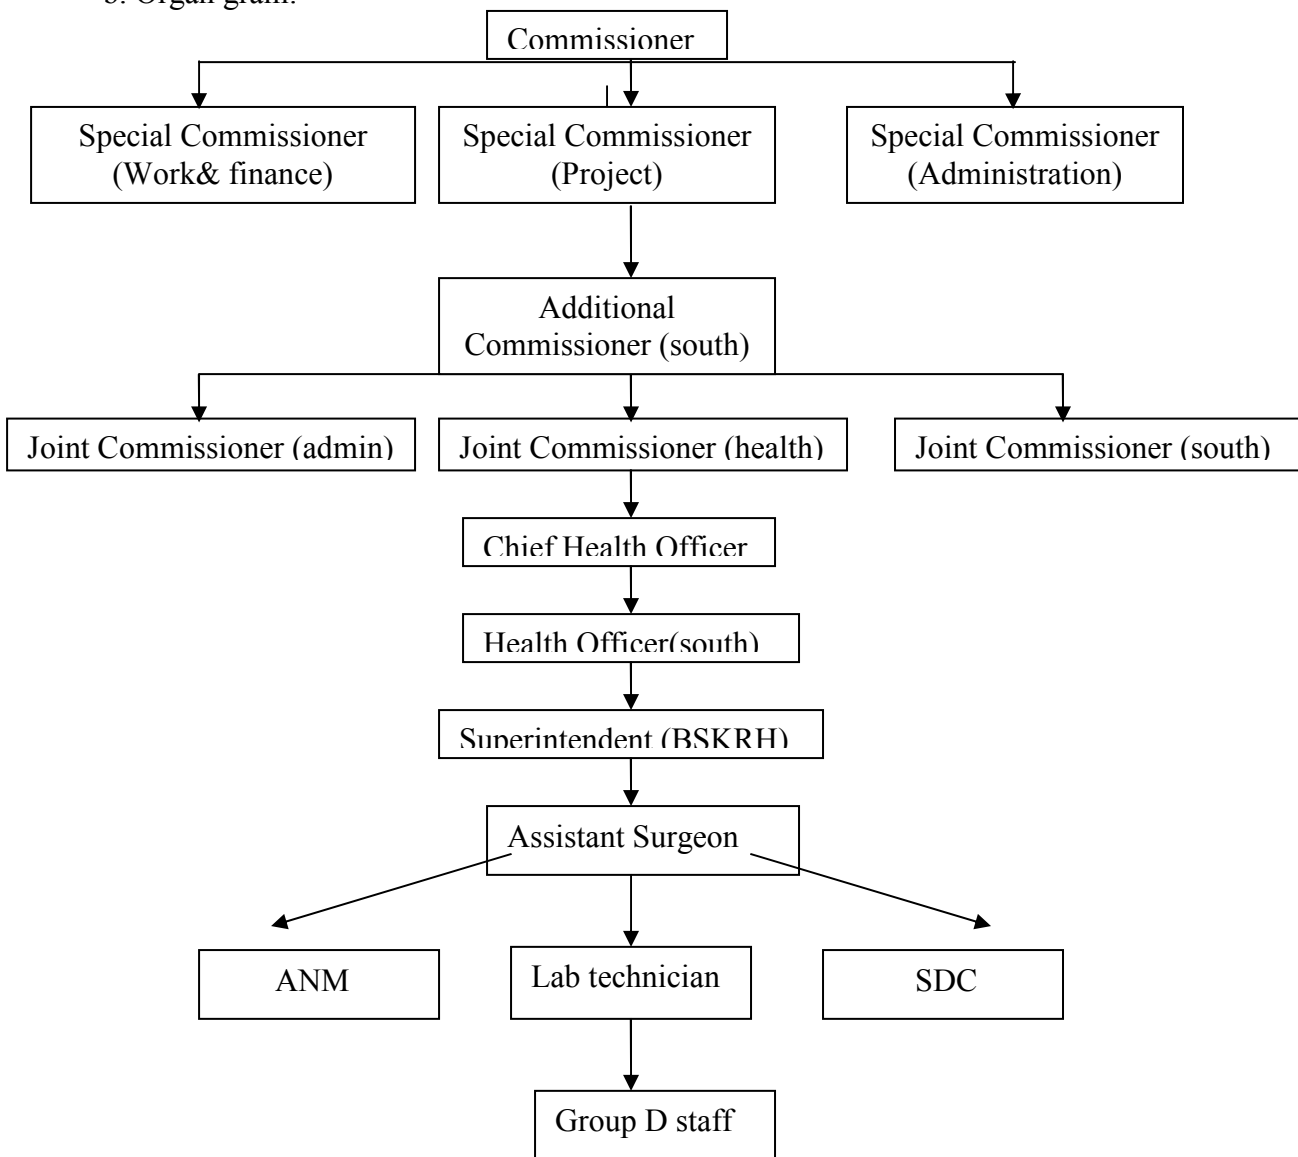 b. Organ gram:
Commissioner
Special Commissioner
(Work& finance)
Special Commissioner
(Project)
Special Commissioner
(Administration)
Additional
Commissioner (south)
Joint Commissioner (admin)
Joint Commissioner (health)
Joint Commissioner (south)
Chief Health Officer
Health Officer(south)
Superintendent (BSKRH)
Assistant Surgeon
ANM
Lab technician
SDC
Group D staff